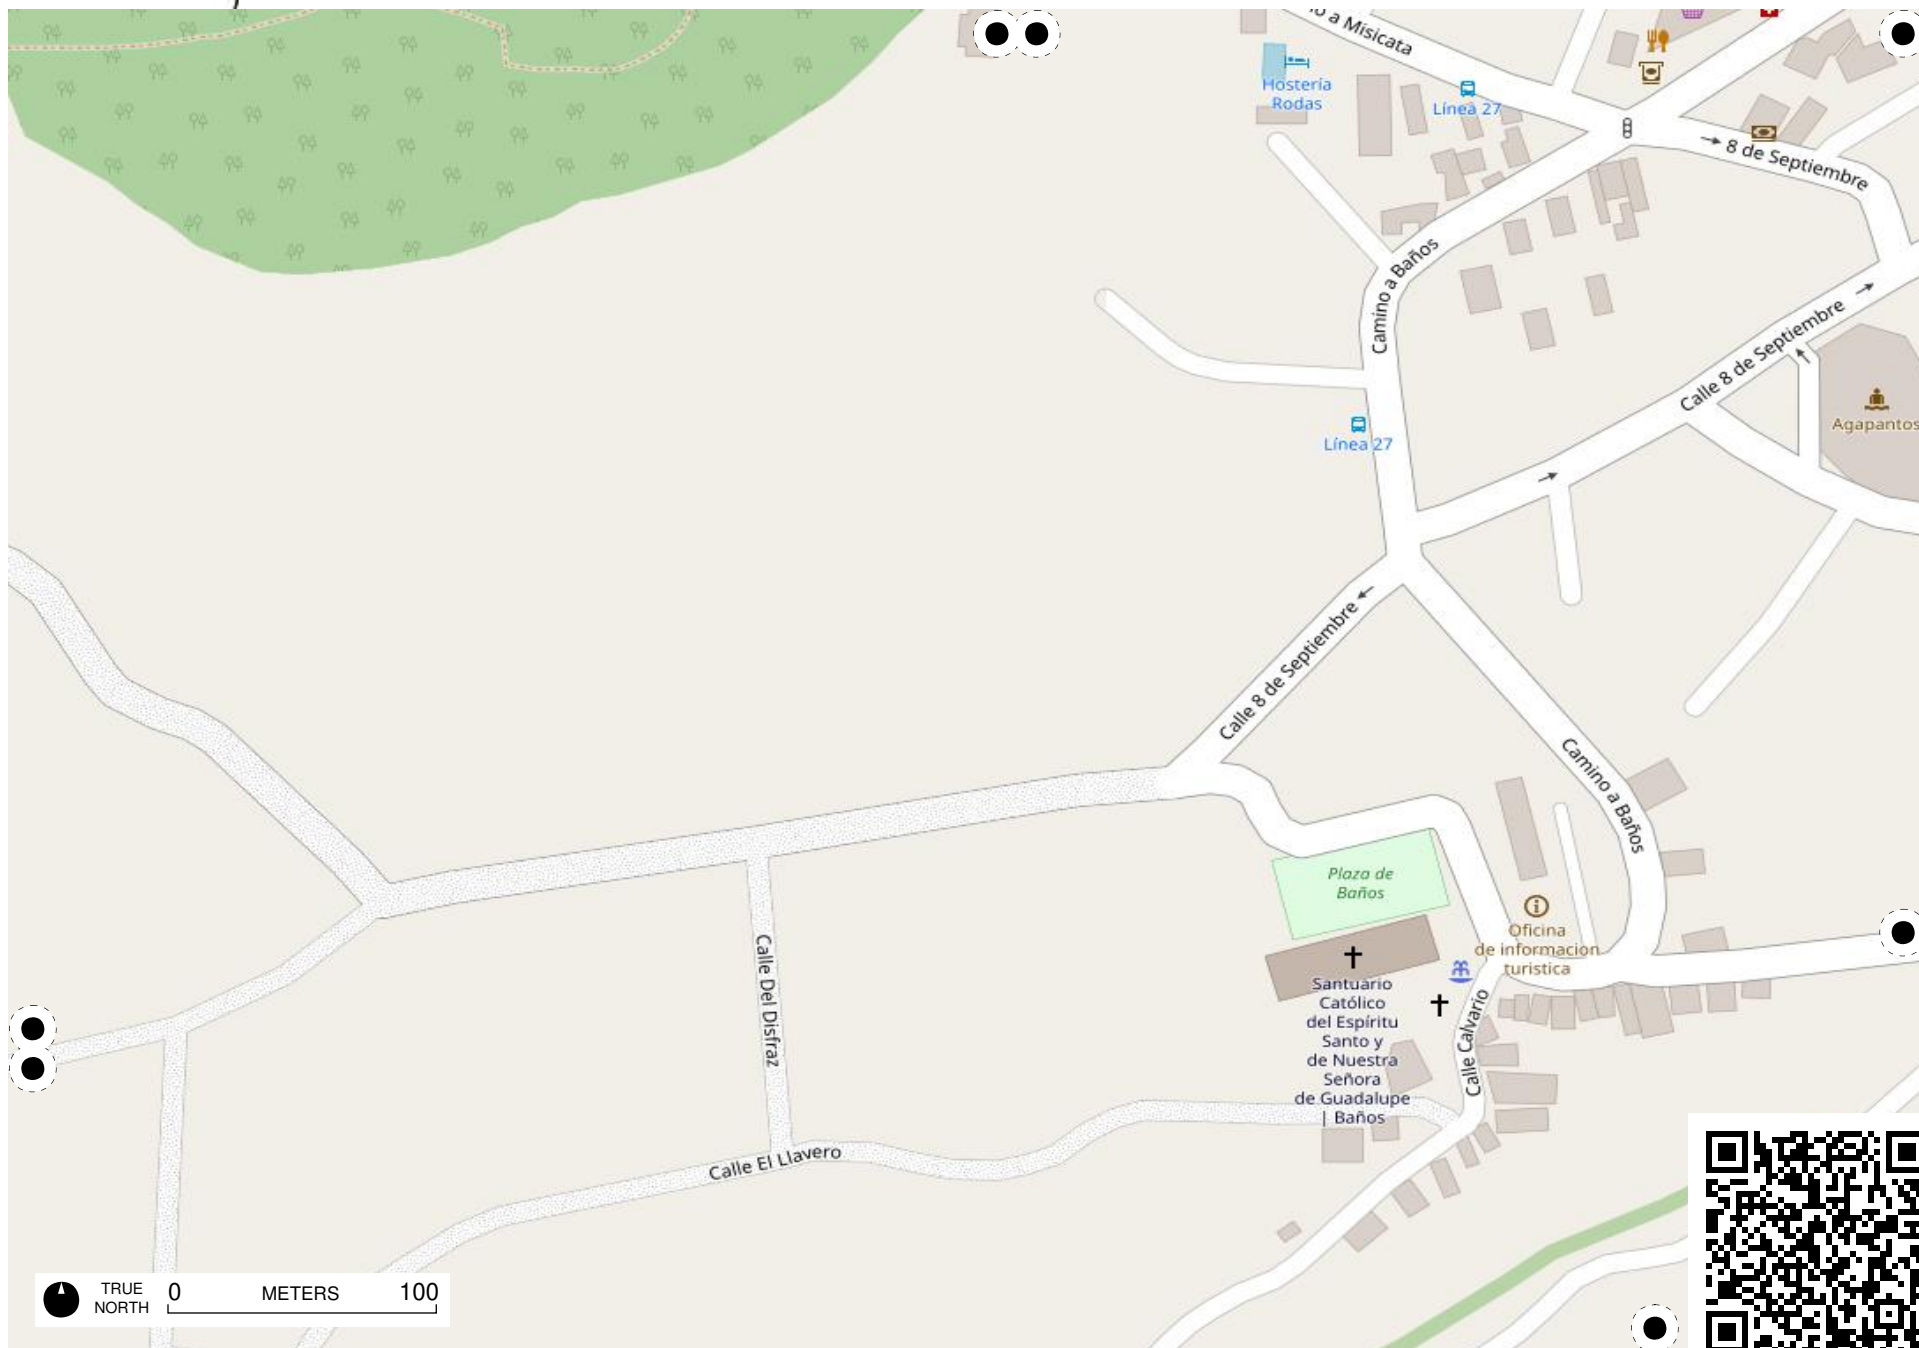 o a Misicata
Hostería
Rodas
Línea 27
8 de Septiembre
Camino a Baños
Calle 8 de Septiembre
Agapantos
Línea 27
Calle 8 de Septiembre
Camino a Baños
Plaza de
Baños
Oficina
de informacion
turistica
Santuario
Católico
del Espíritu
Santo y
de Nuestra
Señora
de Guadalupe
| Baños
Calle Calvario
Calle Del Disfraz
Calle El Llavero
TRUE
NORTH
0 METERS 100